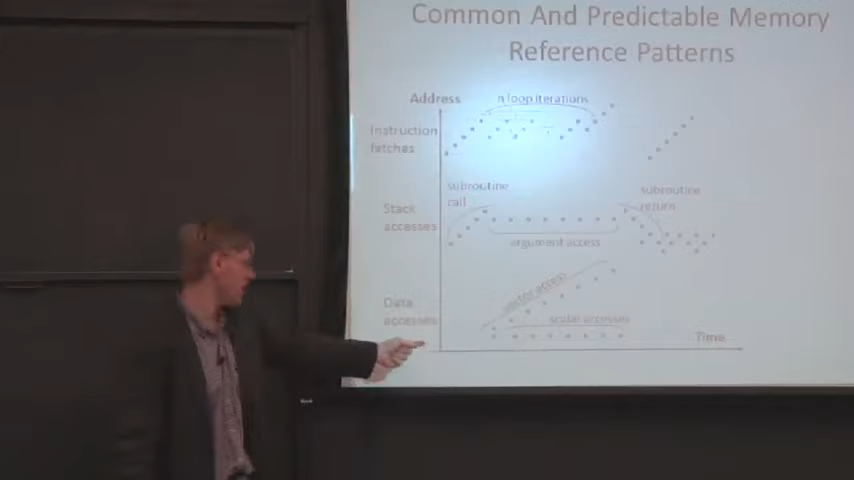 Common And Predictable Memory
Reference Patterns
Address
n loop iterations
Instruction
fetches
subroutine
call
subroutine
return
Stack
accesses
argument access
vector access
Data
accesses
scalar accesses
Time